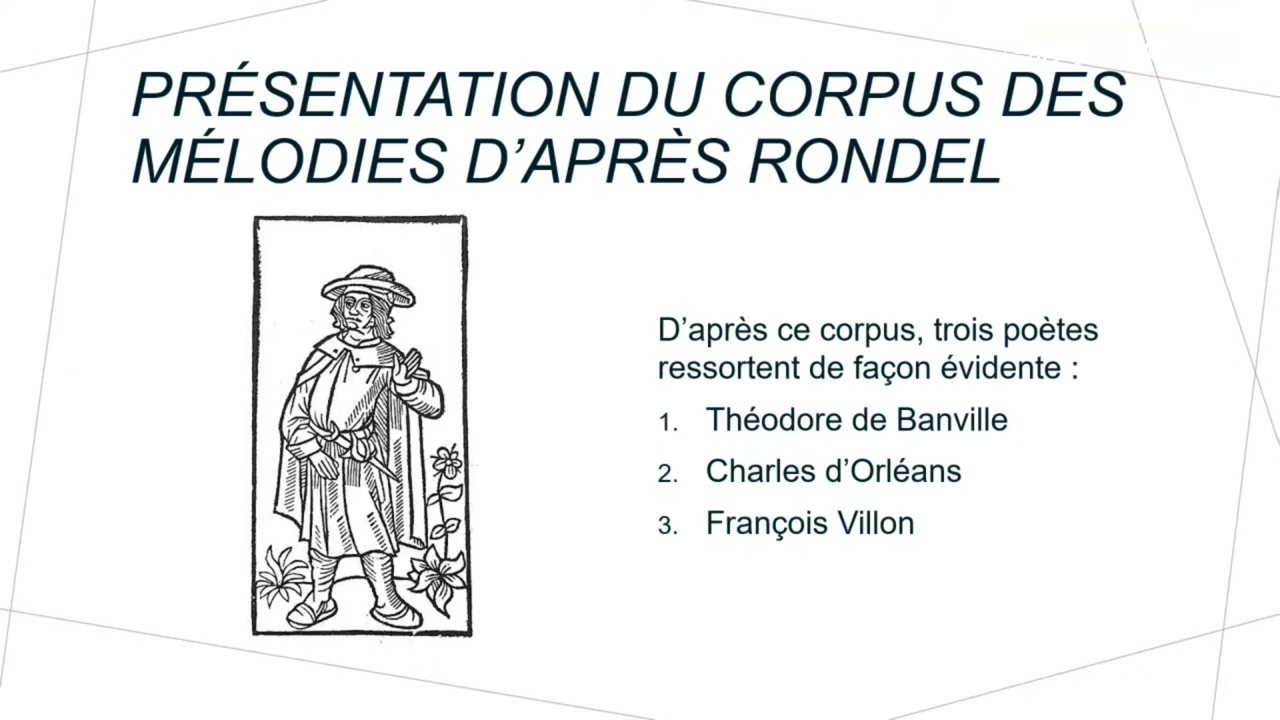 PRÉSENTATION DU CORPUS DES
MÉLODIES D’APRÈS RONDEL
D’après ce corpus, trois poètes
ressortent de façon évidente :
1. Théodore de Banville
2. Charles d’Orléans
3. François Villon